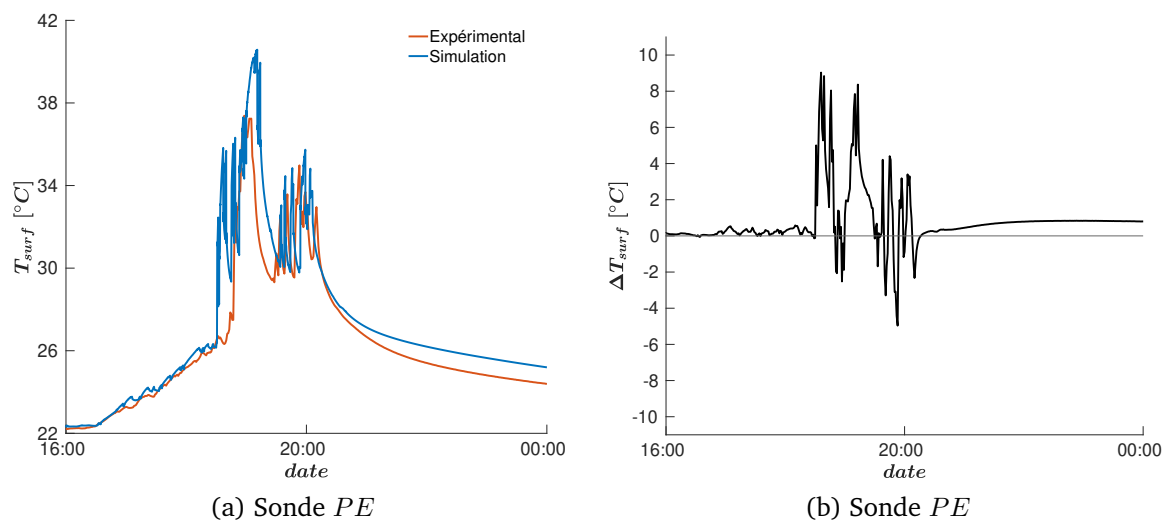 42
38
34
30
26
22
T_surf [°C]
Expérimental
Simulation
16:00
20:00
00:00
date
(a) Sonde PE
10
8
6
4
2
0
-2
-4
-6
-8
-10
ΔT_surf [°C]
16:00
20:00
00:00
date
(b) Sonde PE